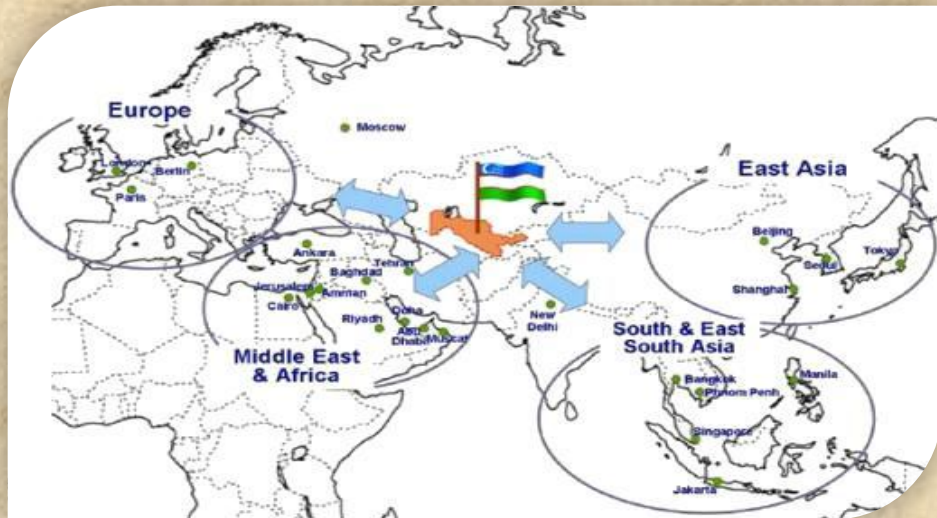 Europe
London
Berlin
Paris
Moscow
East Asia
Beijing
Seoul
Tokyo
Shanghai
Ankara
Tehran
Baghdad
Jerusalem
Amman
Cairo
Riyadh
Doha
Abu
Dhabi
Muscat
Middle East
& Africa
New
Delhi
South & East
South Asia
Bangkok
Manila
Phnom Penh
Singapore
Jakarta